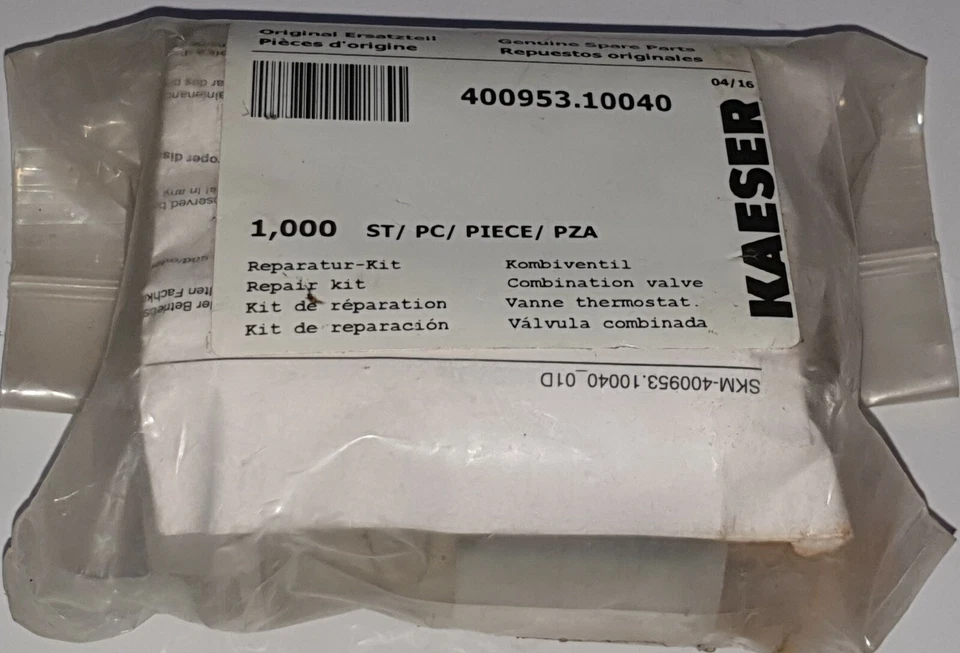 Original Ersatzteil
Pièces d'origine
Genuine Spare Parts
Repuestos originales
04/16
400953.10040
KAESER
1,000 ST/ PC/ PIECE/ PZA
Reparatur-Kit
Repair kit
Kit de réparation
Kit de reparación
Kombiventil
Combination valve
Vanne thermostat.
Válvula combinada
SKM-400953.10040_01D